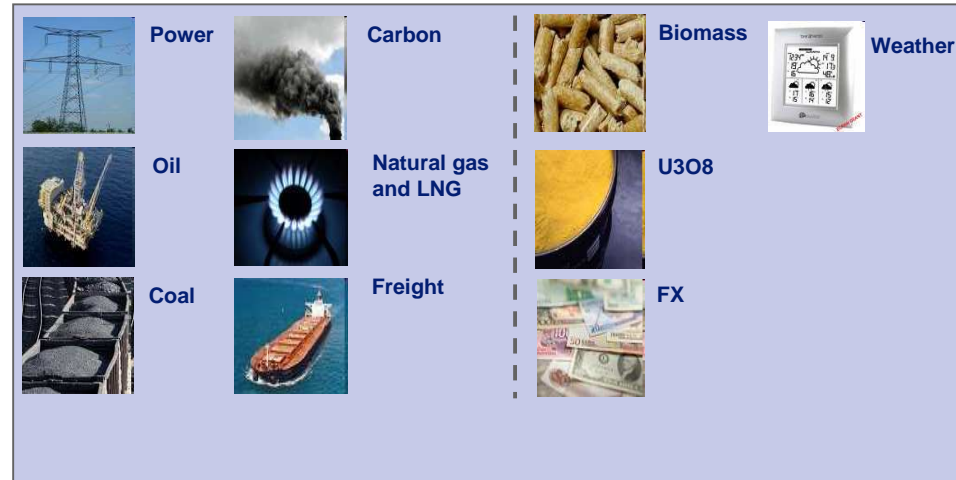 Power
Carbon
Biomass
Weather
Oil
Natural gas
and LNG
U3O8
Coal
Freight
FX